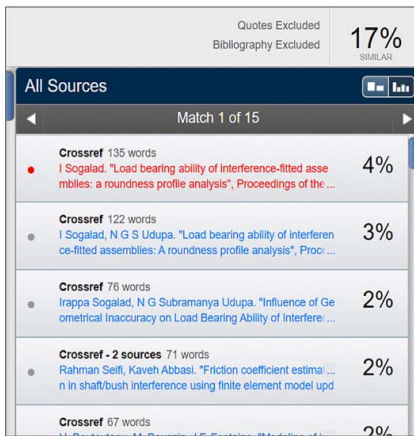 Quotes Excluded
Bibliography Excluded
17%
SIMILAR
All Sources
Match 1 of 15
Crossref 135 words
I Sogalad. "Load bearing ability of interference-fitted asse
mblies: a roundness profile analysis", Proceedings of the ...
4%
Crossref 122 words
I Sogalad, N G S Udupa. "Load bearing ability of interferen
ce-fitted assemblies: A roundness profile analysis", Proc ...
3%
Crossref 76 words
Irappa Sogalad, N G Subramanya Udupa. "Influence of Ge
ometrical Inaccuracy on Load Bearing Ability of Interfere ...
2%
Crossref - 2 sources 71 words
Rahman Seifi, Kaveh Abbasi. "Friction coefficient estimat ...
n in shaft/bush interference using finite element model upd
2%
Crossref 67 words
2%